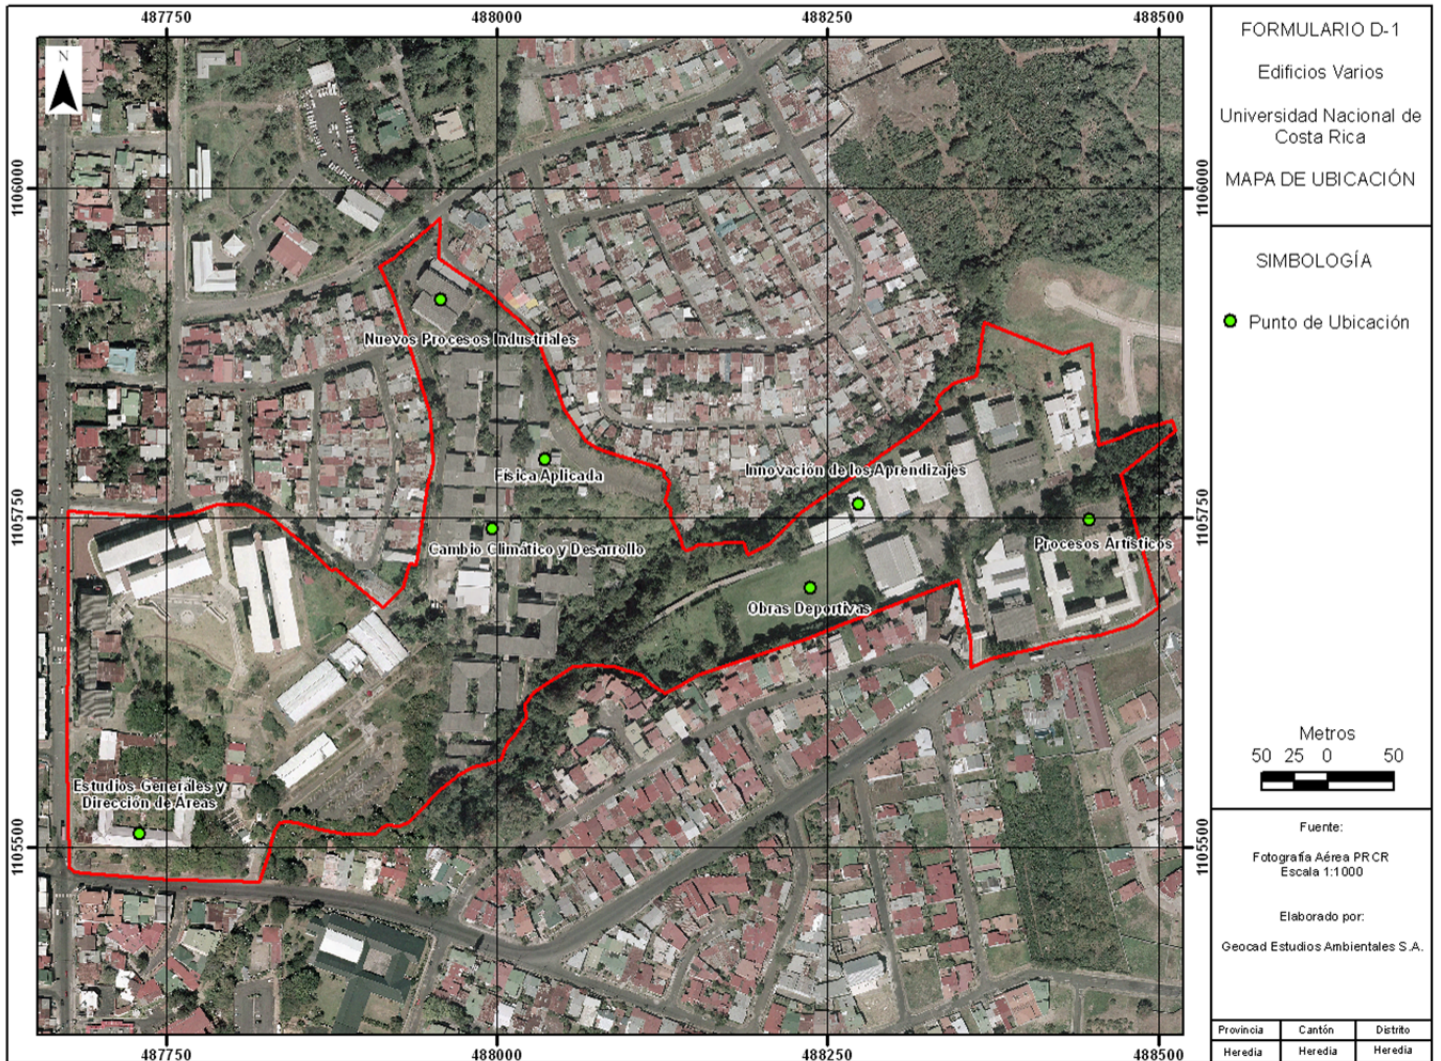 487750
488000
488250
488500
N
1106000
1106000
Nuevos Procesos Industriales
Física Aplicada
Innovación de los Aprendizajes
1105750
1105750
Cambio Climático y Desarrollo
Procesos Artísticos
Obras Deportivas
Estudios Generales y
Dirección de Areas
1105500
1105500
487750
488000
488250
488500
FORMULARIO D-1
Edificios Varios
Universidad Nacional de
Costa Rica
MAPA DE UBICACIÓN
SIMBOLOGÍA
Punto de Ubicación
Metros
50 25 0 50
Fuente:
Fotografía Aérea PRCR
Escala 1:1000
Elaborado por:
Geocad Estudios Ambientales S.A.
Provincia Cantón Distrito
Heredia Heredia Heredia